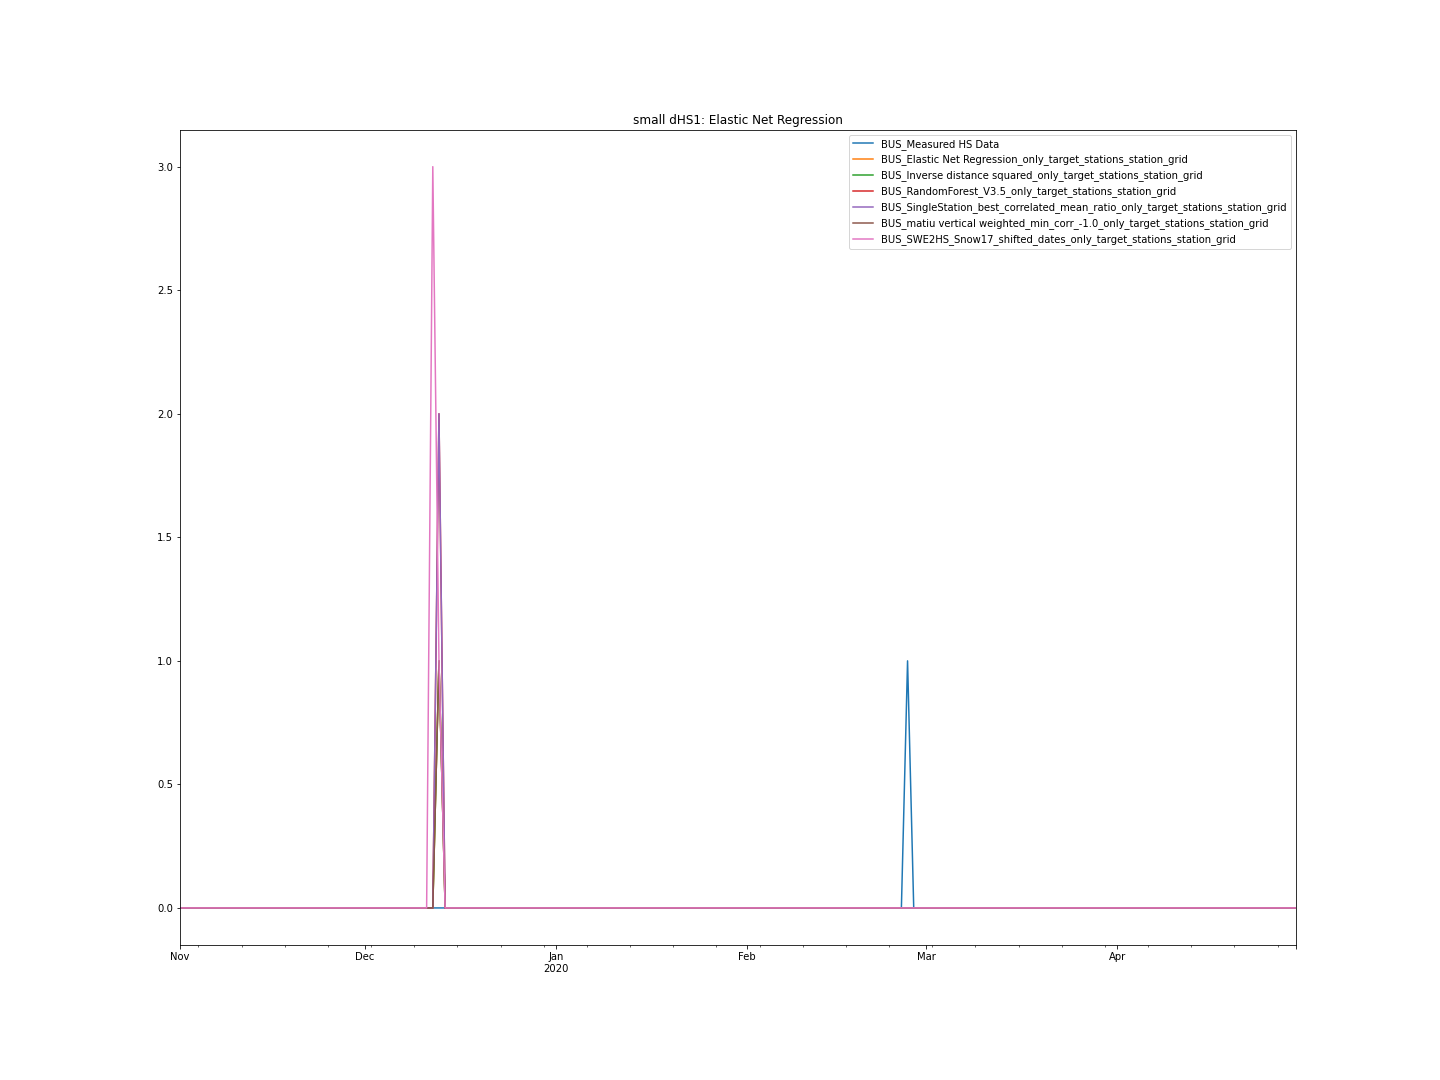 small dHS1: Elastic Net Regression
BUS_Measured HS Data
BUS_Elastic Net Regression_only_target_stations_station_grid
BUS_Inverse distance squared_only_target_stations_station_grid
BUS_RandomForest_V3.5_only_target_stations_station_grid
BUS_SingleStation_best_correlated_mean_ratio_only_target_stations_station_grid
BUS_matiu vertical weighted_min_corr_-1.0_only_target_stations_station_grid
BUS_SWE2HS_Snow17_shifted_dates_only_target_stations_station_grid
3.0
2.5
2.0
1.5
1.0
0.5
0.0
Nov Dec Jan Feb Mar Apr
2020